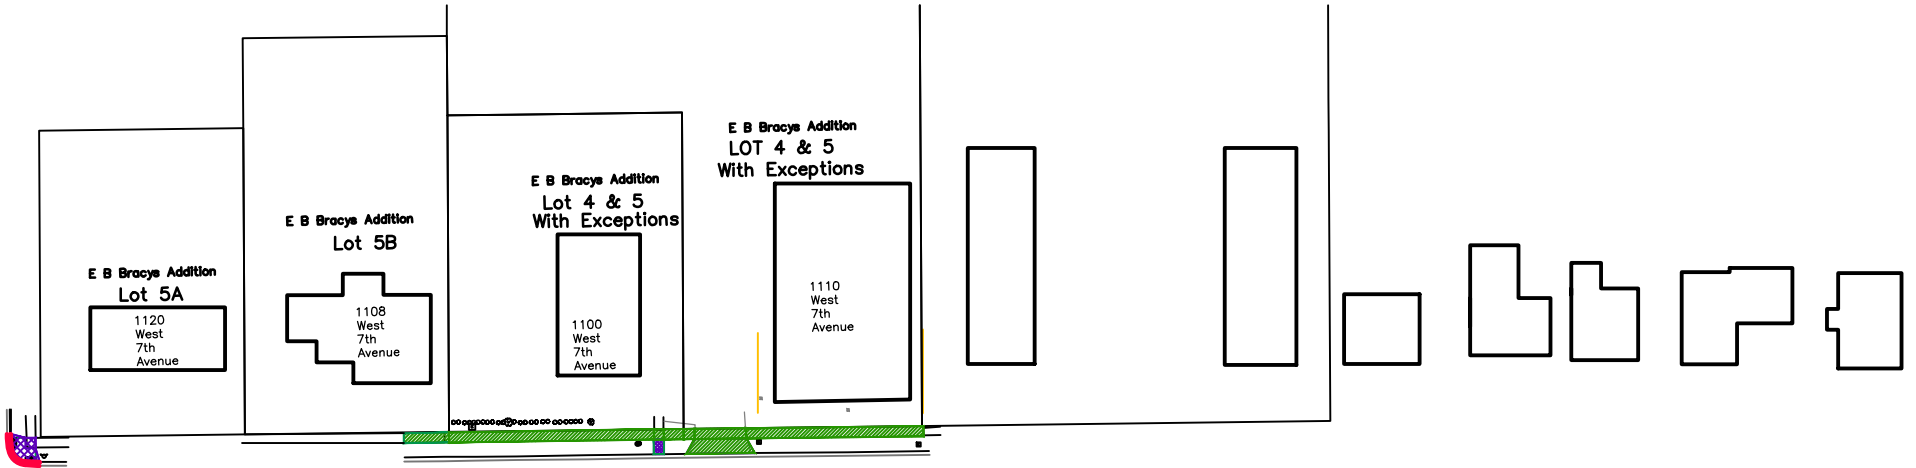 E B Bracys Addition
Lot 5A
1120
West
7th
Avenue
E B Bracys Addition
Lot 5B
1108
West
7th
Avenue
E B Bracys Addition
Lot 4 & 5
With Exceptions
1100
West
7th
Avenue
E B Bracys Addition
LOT 4 & 5
With Exceptions
1110
West
7th
Avenue